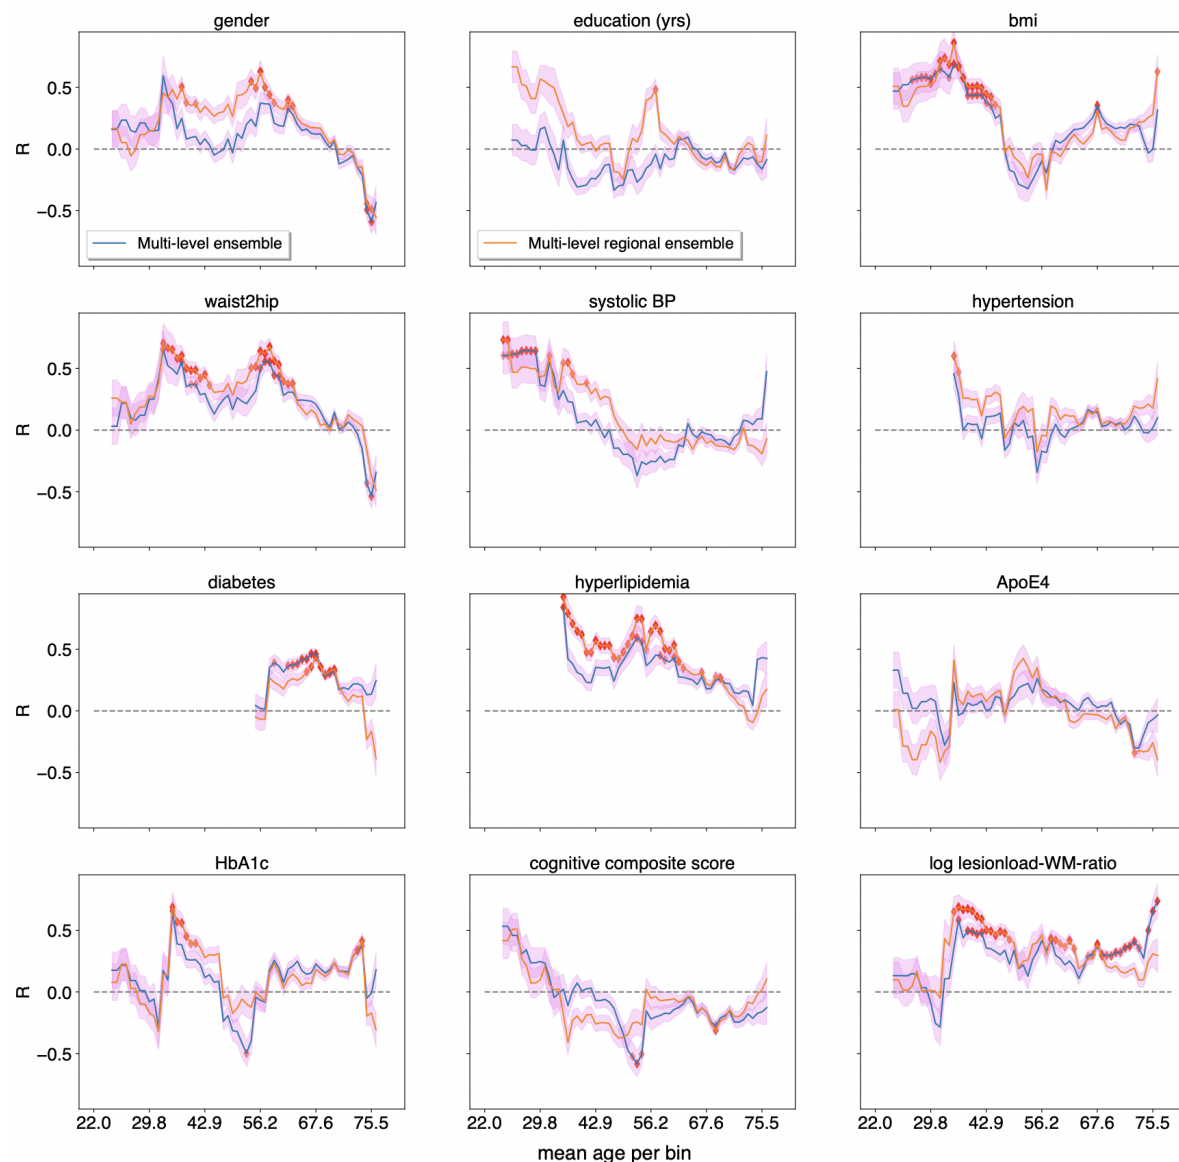 gender education (yrs) bmi
0.5
0.0
R
−0.5
Multi-level ensemble Multi-level regional ensemble
waist2hip systolic BP hypertension
0.5
0.0
R
−0.5
diabetes hyperlipidemia ApoE4
0.5
0.0
R
−0.5
HbA1c cognitive composite score log lesionload-WM-ratio
0.5
0.0
R
−0.5
22.0 29.8 42.9 56.2 67.6 75.5 22.0 29.8 42.9 56.2 67.6 75.5 22.0 29.8 42.9 56.2 67.6 75.5
mean age per bin